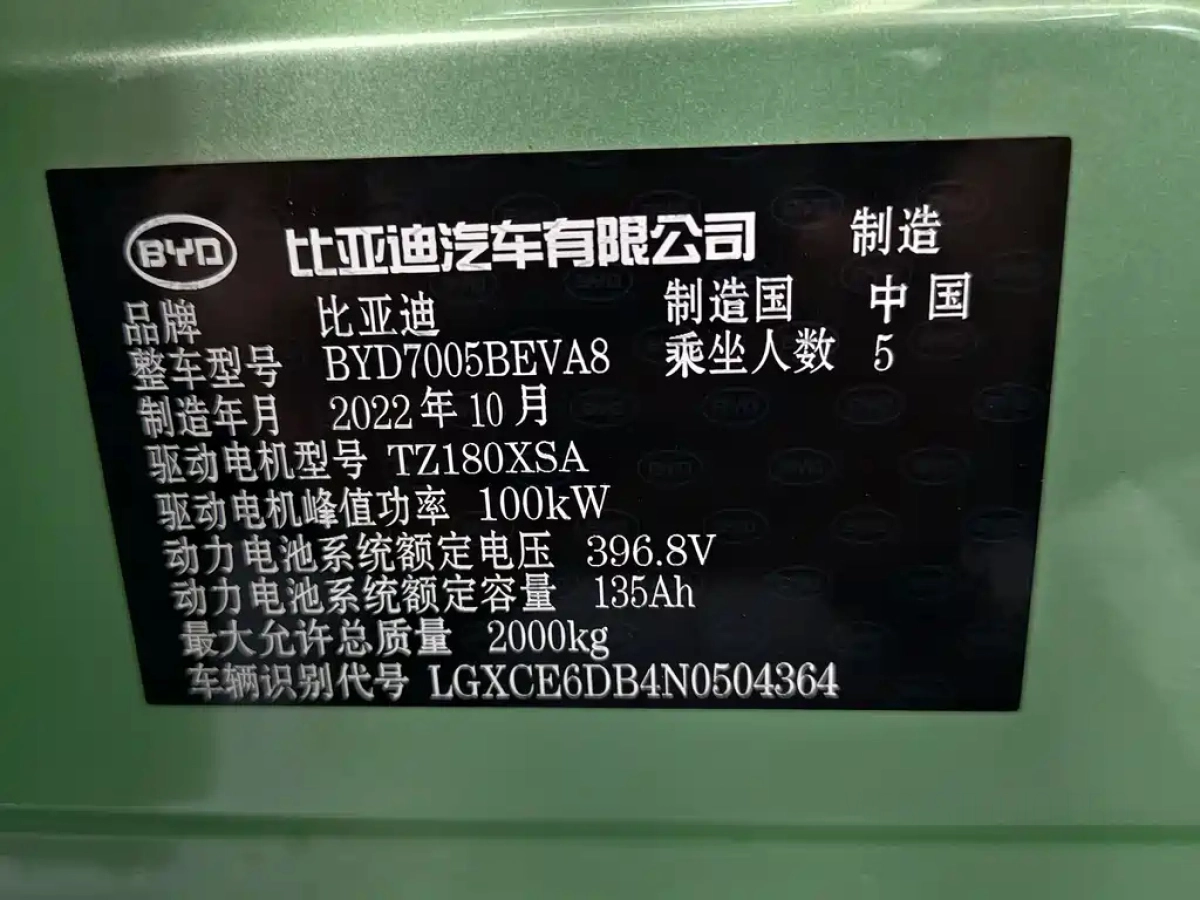 BYD 比亚迪汽车有限公司 制造
品牌 比亚迪 制造国 中国
整车型号 BYD7005BEVA8 乘坐人数 5
制造年月 2022年10月
驱动电机型号 TZ180XSA
驱动电机峰值功率 100kW
动力电池系统额定电压 396.8V
动力电池系统额定容量 135Ah
最大允许总质量 2000kg
车辆识别代号 LGXCE6DB4N0504364